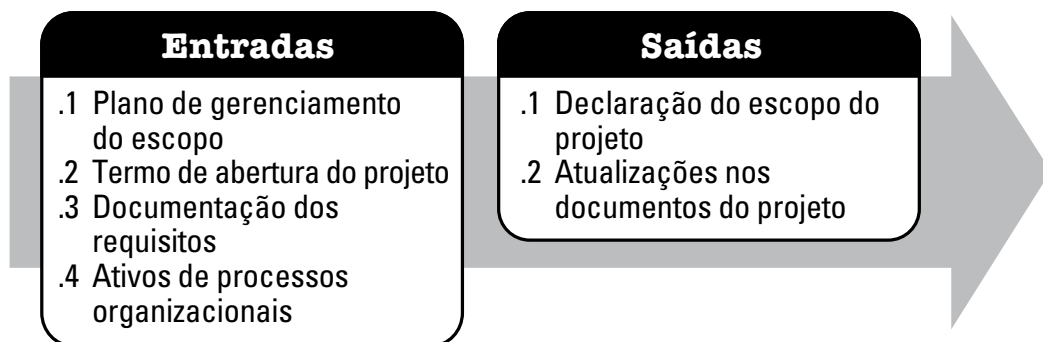 Entradas
.1 Plano de gerenciamento
do escopo
.2 Termo de abertura do projeto
.3 Documentação dos
requisitos
.4 Ativos de processos
organizacionais
Saídas
.1 Declaração do escopo do
projeto
.2 Atualizações nos
documentos do projeto